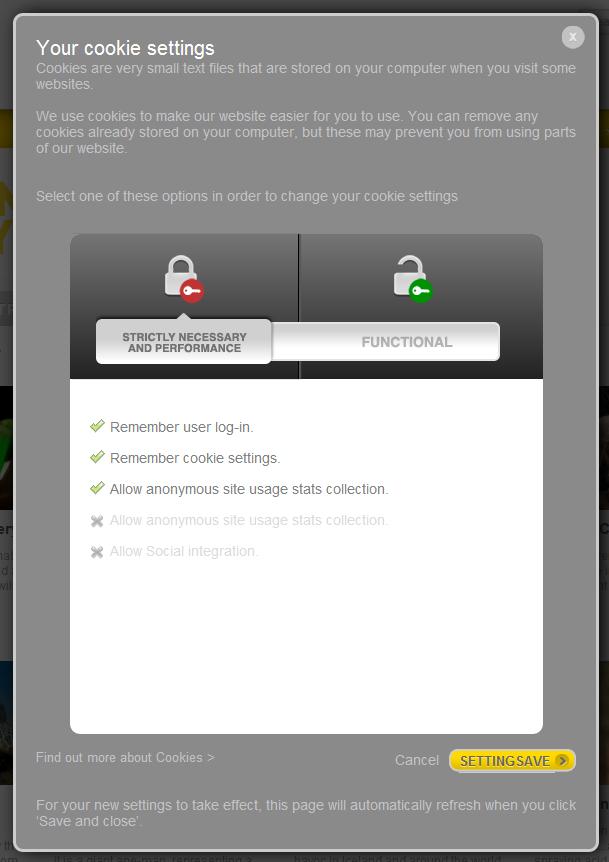 x
Your cookie settings
Cookies are very small text files that are stored on your computer when you visit some
websites.
We use cookies to make our website easier for you to use. You can remove any
cookies already stored on your computer, but these may prevent you from using parts
of our website.
Select one of these options in order to change your cookie settings
STRICTLY NECESSARY
AND PERFORMANCE
FUNCTIONAL
Remember user log-in.
Remember cookie settings.
Allow anonymous site usage stats collection.
Allow anonymous site usage stats collection.
Allow Social integration.
Find out more about Cookies >
Cancel
SETTINGSAVE
For your new settings to take effect, this page will automatically refresh when you click
'Save and close'.